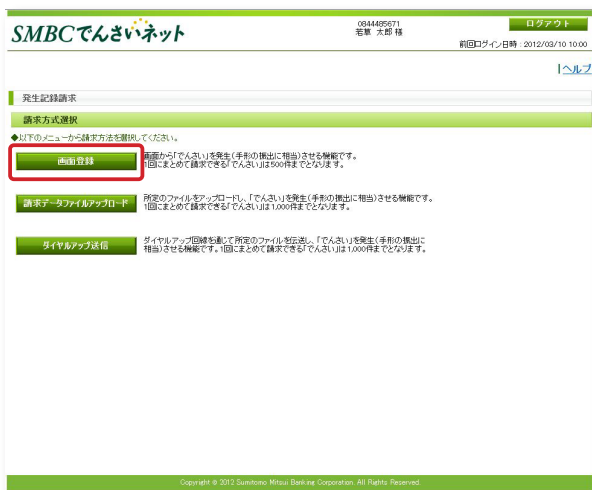 SMBCでんさいネット
0844485671
若草 太郎 様
ログアウト
前回ログイン日時 : 2012/03/10 10:00
|ヘルプ
発生記録請求
請求方式選択
◆以下のメニューから請求方法を選択してください。
画面登録
画面から「でんさい」を発生(手形の振出に相当)させる機能です。
1回にまとめて請求できる「でんさい」は500件までとなります。
請求データファイルアップロード
所定のファイルをアップロードし、「でんさい」を発生(手形の振出に相当)させる機能です。
1回にまとめて請求できる「でんさい」は1,000件までとなります。
ダイヤルアップ送信
ダイヤルアップ回線を通じて所定のファイルを伝送し、「でんさい」を発生(手形の振出に
相当)させる機能です。1回にまとめて請求できる「でんさい」は1,000件までとなります。
Copyright © 2012 Sumitomo Mitsui Banking Corporation. All Rights Reserved.